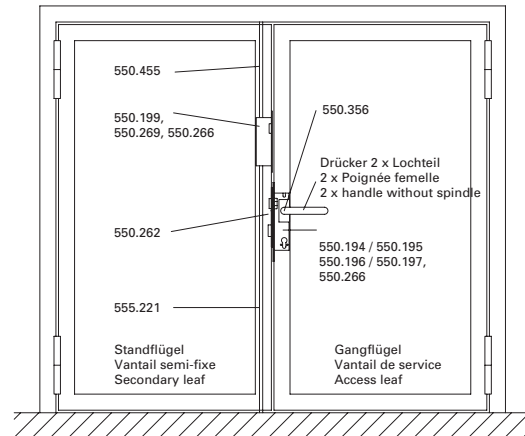 550.455
550.199,
550.269, 550.266
550.356
Drücker 2 x Lochteil
2 x Poignée femelle
2 x handle without spindle
550.262
550.194 / 550.195
550.196 / 550.197,
550.266
555.221
Standflügel
Vantail semi-fixe
Secondary leaf
Gangflügel
Vantail de service
Access leaf